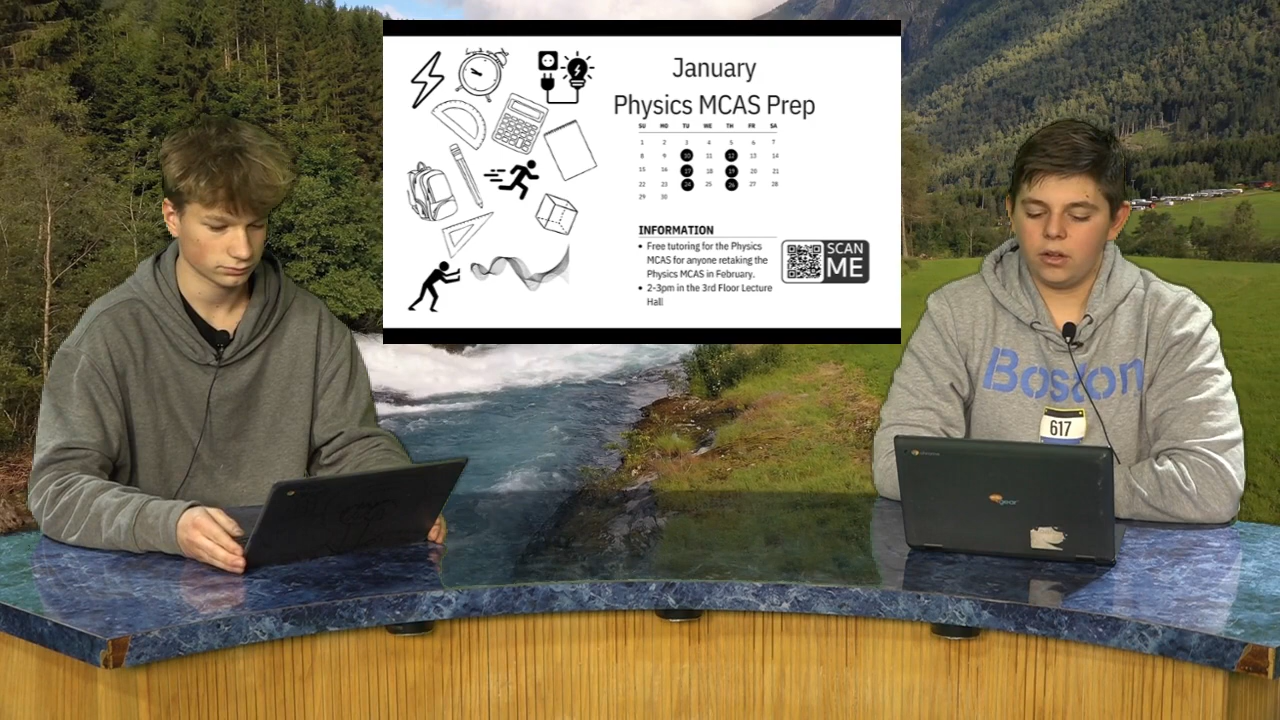 January
Physics MCAS Prep
SU MO TU WE TH FR SA
1 2 3 4 5 6 7
8 9 10 11 12 13 14
15 16 17 18 19 20 21
22 23 24 25 26 27 28
29 30
INFORMATION
• Free tutoring for the Physics
MCAS for anyone retaking the
Physics MCAS in February.
• 2-3pm in the 3rd Floor Lecture
Hall
SCAN
ME
Boston
617